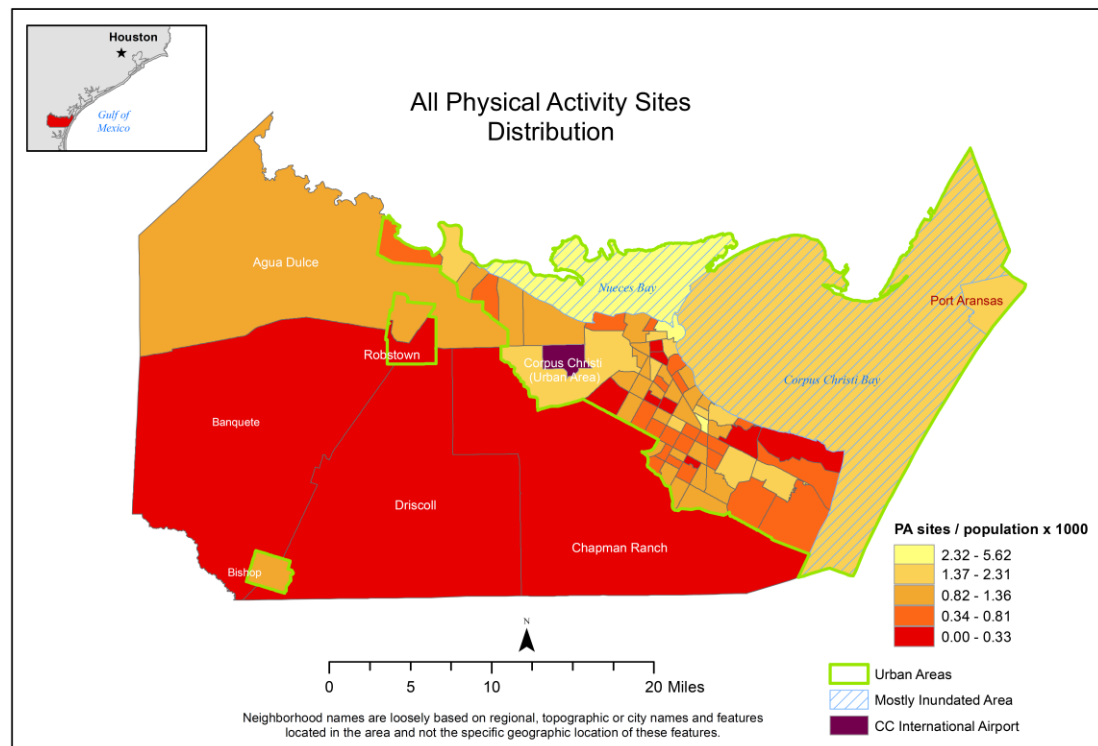 Houston
Gulf of
Mexico
All Physical Activity Sites
Distribution
Agua Dulce
Nueces Bay
Port Aransas
Robstown
Corpus Christi
(Urban Area)
Corpus Christi Bay
Banquete
Driscoll
Chapman Ranch
Bishop
PA sites / population x 1000
2.32 - 5.62
1.37 - 2.31
0.82 - 1.36
0.34 - 0.81
0.00 - 0.33
N
0 5 10 20 Miles
Urban Areas
Mostly Inundated Area
CC International Airport
Neighborhood names are loosely based on regional, topographic or city names and features
located in the area and not the specific geographic location of these features.